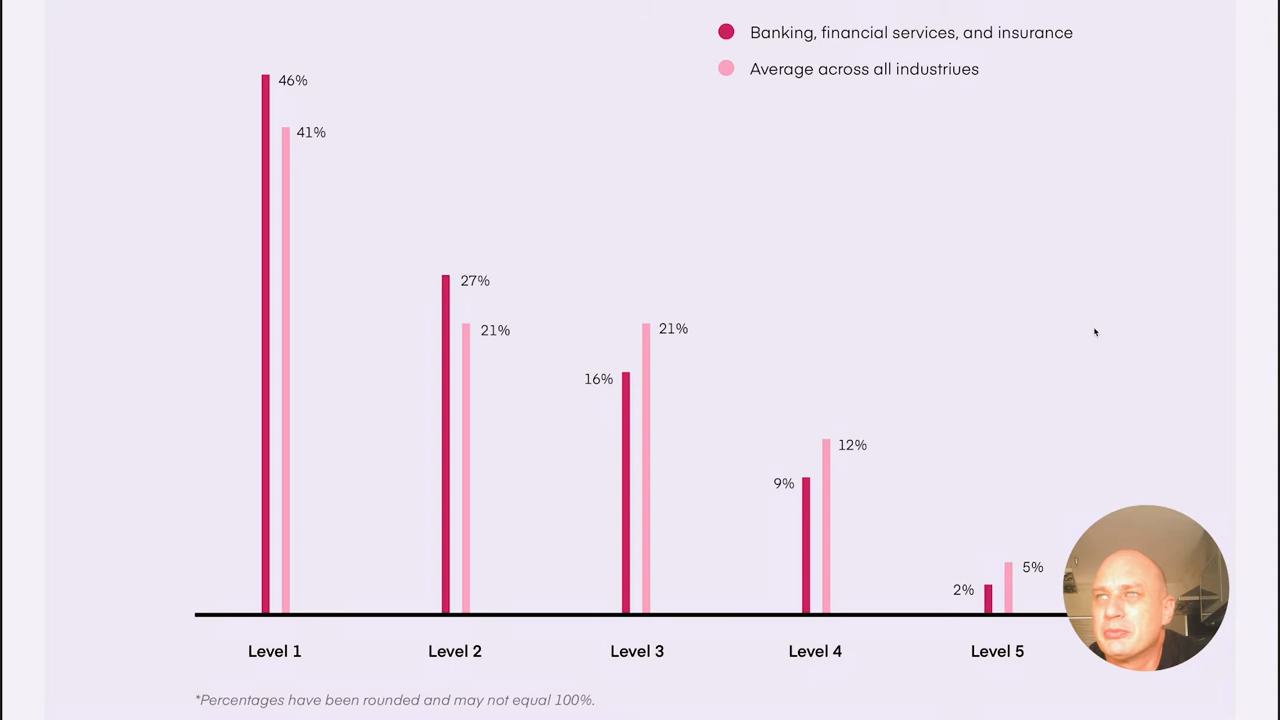 Banking, financial services, and insurance
Average across all industriues
46%
41%
27%
21%
16%
21%
9%
12%
2%
5%
Level 1
Level 2
Level 3
Level 4
Level 5
*Percentages have been rounded and may not equal 100%.